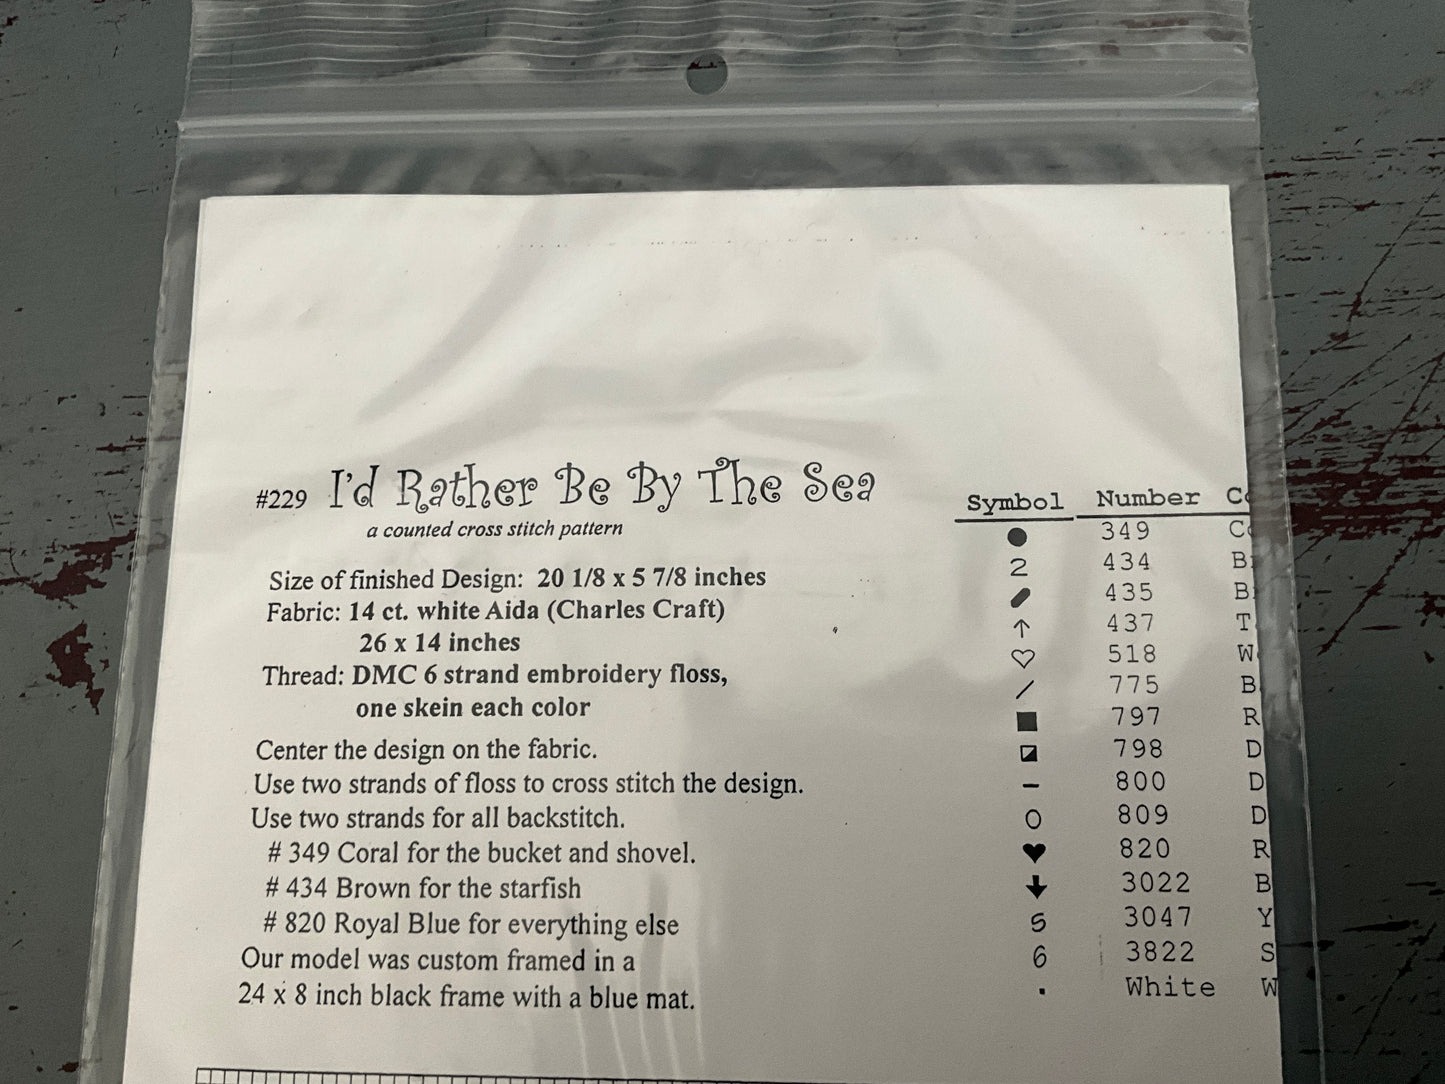 #229 I'd Rather Be By The Sea
a counted cross stitch pattern
Size of finished Design: 20 1/8 x 5 7/8 inches
Fabric: 14 ct. white Aida (Charles Craft)
26 x 14 inches
Thread: DMC 6 strand embroidery floss,
one skein each color
Center the design on the fabric.
Use two strands of floss to cross stitch the design.
Use two strands for all backstitch.
# 349 Coral for the bucket and shovel.
# 434 Brown for the starfish
# 820 Royal Blue for everything else
Our model was custom framed in a
24 x 8 inch black frame with a blue mat.
Symbol Number
● 349
2 434 B
435 B
↑ 437 T
♡ 518 W
/ 775 B
■ 797 R
◪ 798 D
– 800 D
O 809 D
♥ 820 R
🡇 3022 B
5 3047 Y
6 3822 S
. White W